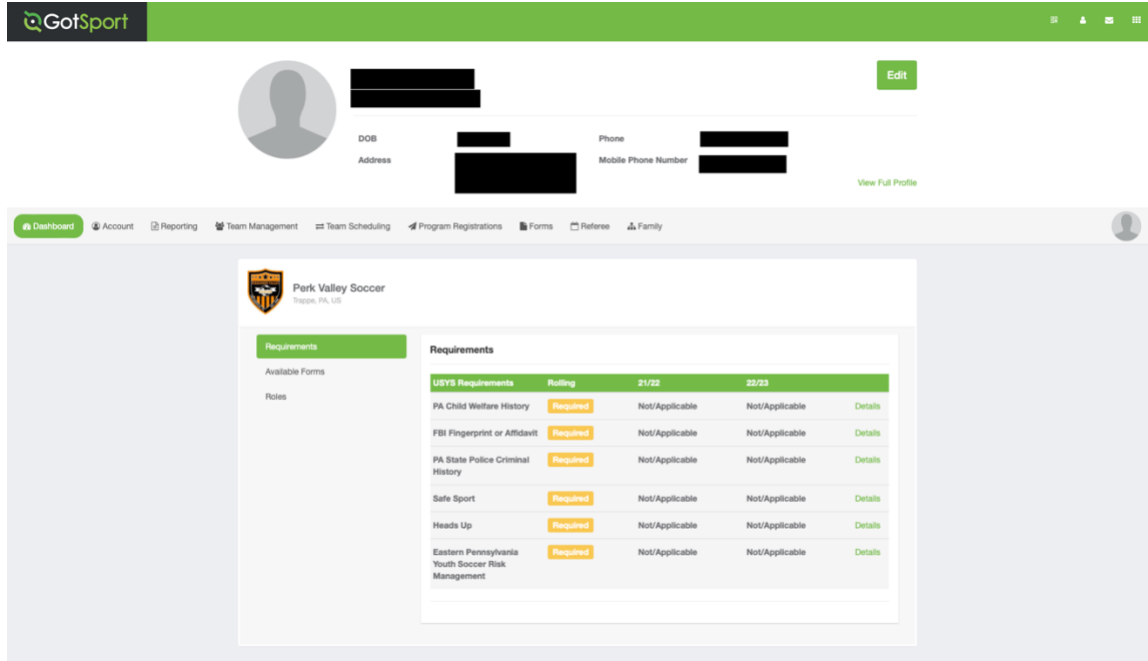 GotSport
Edit
DOB
Phone
Address
Mobile Phone Number
View Full Profile
Dashboard Account Reporting Team Management Team Scheduling Program Registrations Forms Referee Family
Perk Valley Soccer
Trappe, PA, US
Requirements
Available Forms
Roles
Requirements
USYS Requirements Rolling 21/22 22/23
PA Child Welfare History Required Not/Applicable Not/Applicable Details
FBI Fingerprint or Affidavit Required Not/Applicable Not/Applicable Details
PA State Police Criminal Required Not/Applicable Not/Applicable Details
History
Safe Sport Required Not/Applicable Not/Applicable Details
Heads Up Required Not/Applicable Not/Applicable Details
Eastern Pennsylvania Required Not/Applicable Not/Applicable Details
Youth Soccer Risk
Management